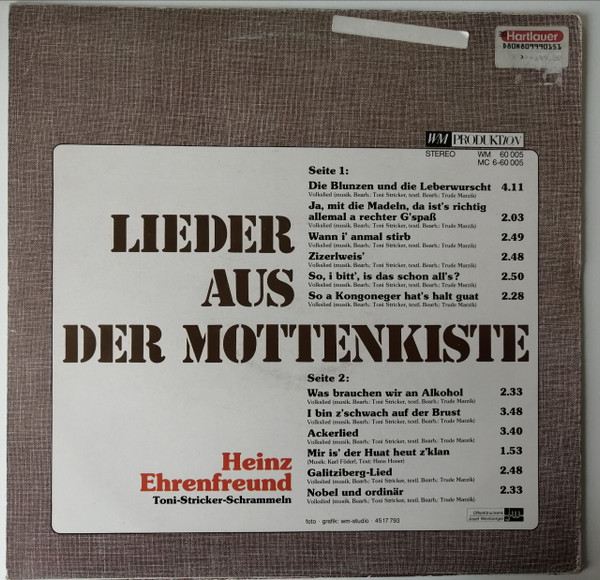 Hartlauer
WM PRODUKTION
STEREO WM 60 005
MC 6-60 005
Seite 1:
Die Blunzen und die Leberwurscht 4.11
Volkslied (musik. Bearb.: Toni Stricker, textl. Bearb.: Trude Marzik)
Ja, mit die Madeln, da ist's richtig
allemal a rechter G'spaß 2.03
Volkslied (musik. Bearb.: Toni Stricker, textl. Bearb.: Trude Marzik)
Wann i' anmal stirb 2.49
Volkslied (musik. Bearb.: Toni Stricker, textl. Bearb.: Trude Marzik)
Zizerlweis' 2.48
Volkslied (musik. Bearb.: Toni Stricker, textl. Bearb.: Trude Marzik)
So, i bitt', is das schon all's? 2.50
Volkslied (musik. Bearb.: Toni Stricker, textl. Bearb.: Trude Marzik)
So a Kongoneger hat's halt guat 2.28
Volkslied (musik. Bearb.: Toni Stricker, textl. Bearb.: Trude Marzik)
LIEDER
AUS
DER MOTTENKISTE
Seite 2:
Was brauchen wir an Alkohol 2.33
Volkslied (musik. Bearb.: Toni Stricker, textl. Bearb.: Trude Marzik)
I bin z'schwach auf der Brust 3.48
Volkslied (musik. Bearb.: Toni Stricker, textl. Bearb.: Trude Marzik)
Ackerlied 3.40
Volkslied (musik. Bearb.: Toni Stricker, textl. Bearb.: Trude Marzik)
Mir is' der Huat heut z'klan 1.53
(Musik: Karl Föderl, Text: Hans Hauer)
Galitziberg-Lied 2.48
Volkslied (musik. Bearb.: Toni Stricker, textl. Bearb.: Trude Marzik)
Nobel und ordinär 2.33
Volkslied (musik. Bearb.: Toni Stricker, textl. Bearb.: Trude Marzik)
Heinz
Ehrenfreund
Toni-Stricker-Schrammeln
foto · grafik: wm-studio · 45 17 793